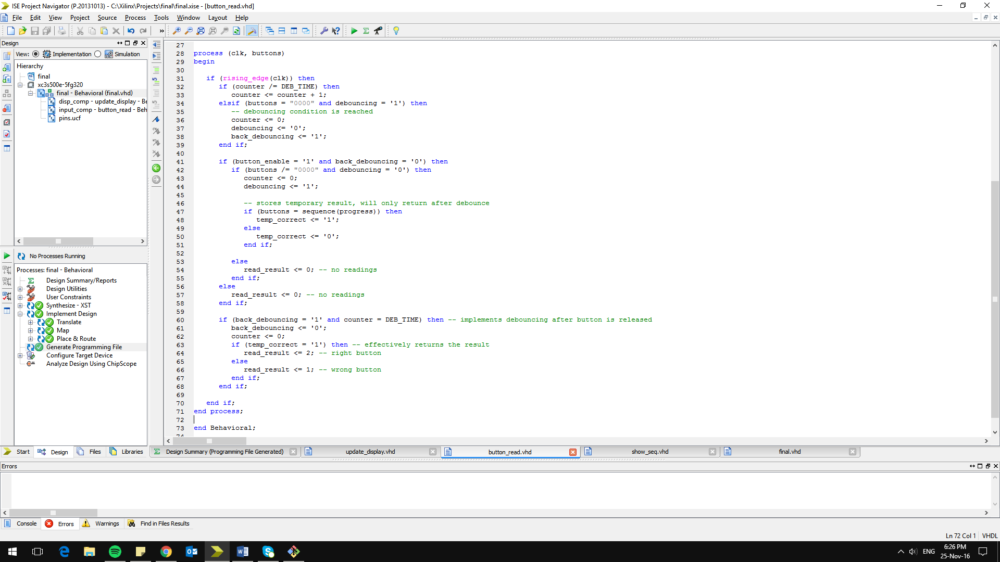 ISE Project Navigator (P.20131013) - C:\Xilinx\Projects\final\final.xise - [button_read.vhd]
File Edit View Project Source Process Tools Window Layout Help
Design
View: Implementation Simulation
Hierarchy
final
xc3s500e-5fg320
final - Behavioral (final.vhd)
disp_comp - update_display - Be
input_comp - button_read - Beh
pins.ucf
No Processes Running
Processes: final - Behavioral
Design Summary/Reports
Design Utilities
User Constraints
Synthesize - XST
Implement Design
Translate
Map
Place & Route
Generate Programming File
Configure Target Device
Analyze Design Using ChipScope
Start Design Files Libraries
27
28 process (clk, buttons)
29 begin
30
31 if (rising_edge(clk)) then
32 if (counter /= DEB_TIME) then
33 counter <= counter + 1;
34 elsif (buttons = "0000" and debouncing = '1') then
35 -- debouncing condition is reached
36 counter <= 0;
37 debouncing <= '0';
38 back_debouncing <= '1';
39 end if;
40
41 if (button_enable = '1' and back_debouncing = '0') then
42 if (buttons /= "0000" and debouncing = '0') then
43 counter <= 0;
44 debouncing <= '1';
45
46 -- stores temporary result, will only return after debounce
47 if (buttons = sequence(progress)) then
48 temp_correct <= '1';
49 else
50 temp_correct <= '0';
51 end if;
52
53 else
54 read_result <= 0; -- no readings
55 end if;
56 else
57 read_result <= 0; -- no readings
58 end if;
59
60 if (back_debouncing = '1' and counter = DEB_TIME) then -- implements debouncing after button is released
61 back_debouncing <= '0';
62 counter <= 0;
63 if (temp_correct = '1') then -- effectively returns the result
64 read_result <= 2; -- right button
65 else
66 read_result <= 1; -- wrong button
67 end if;
68 end if;
69
70 end if;
71 end process;
72
73 end Behavioral;
74
Design Summary (Programming File Generated) update_display.vhd button_read.vhd show_seq.vhd final.vhd
Errors
Console Errors Warnings Find in Files Results
Ln 72 Col 1 VHDL
ENG 6:26 PM
25-Nov-16